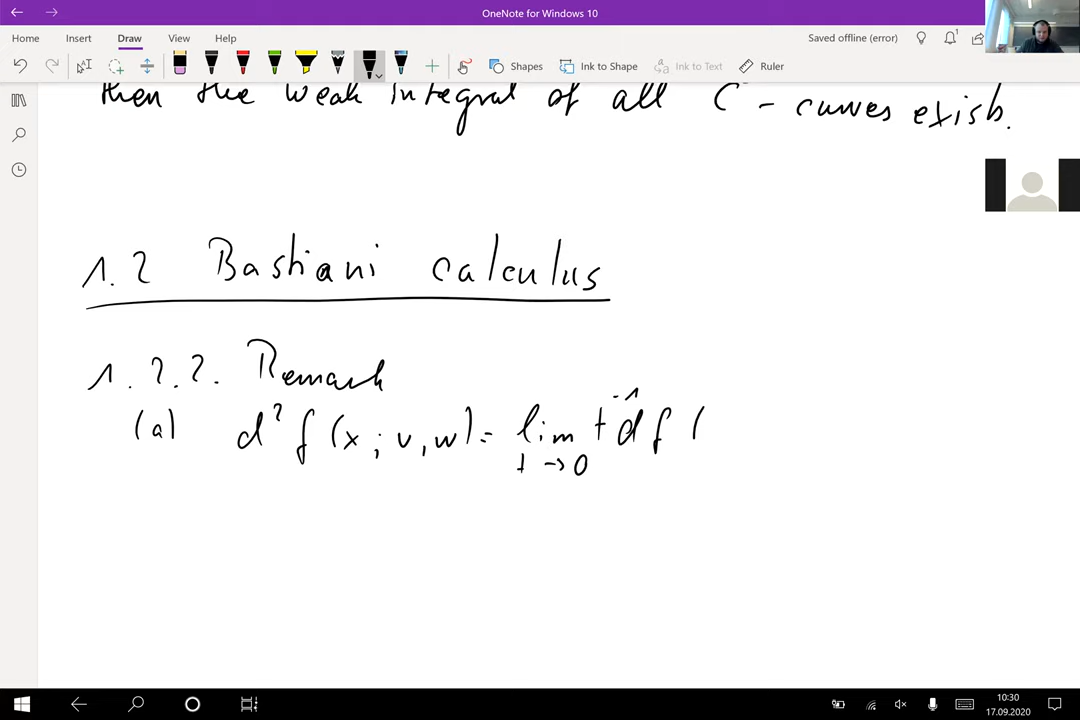 OneNote for Windows 10
Home Insert Draw View Help
Saved offline (error)
Shapes Ink to Shape Ink to Text Ruler
then the weak integral of all C - curves exists.
1.2 Bastiani calculus
1.2.2. Remark
(a) d² f (x ; v, w) = lim t⁻¹ d f (
t → 0
10:30
17.09.2020